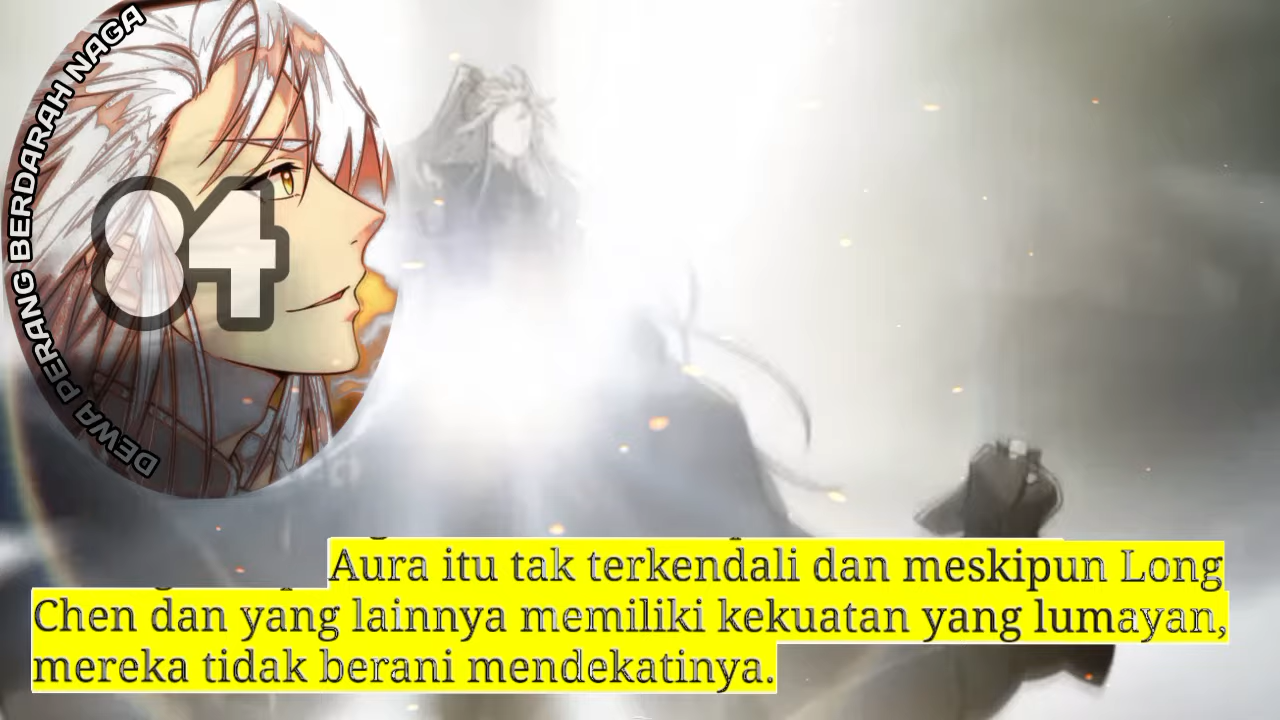 DEWA PERANG BERDARAH NAGA
84
Aura itu tak terkendali dan meskipun Long
Chen dan yang lainnya memiliki kekuatan yang lumayan,
mereka tidak berani mendekatinya.